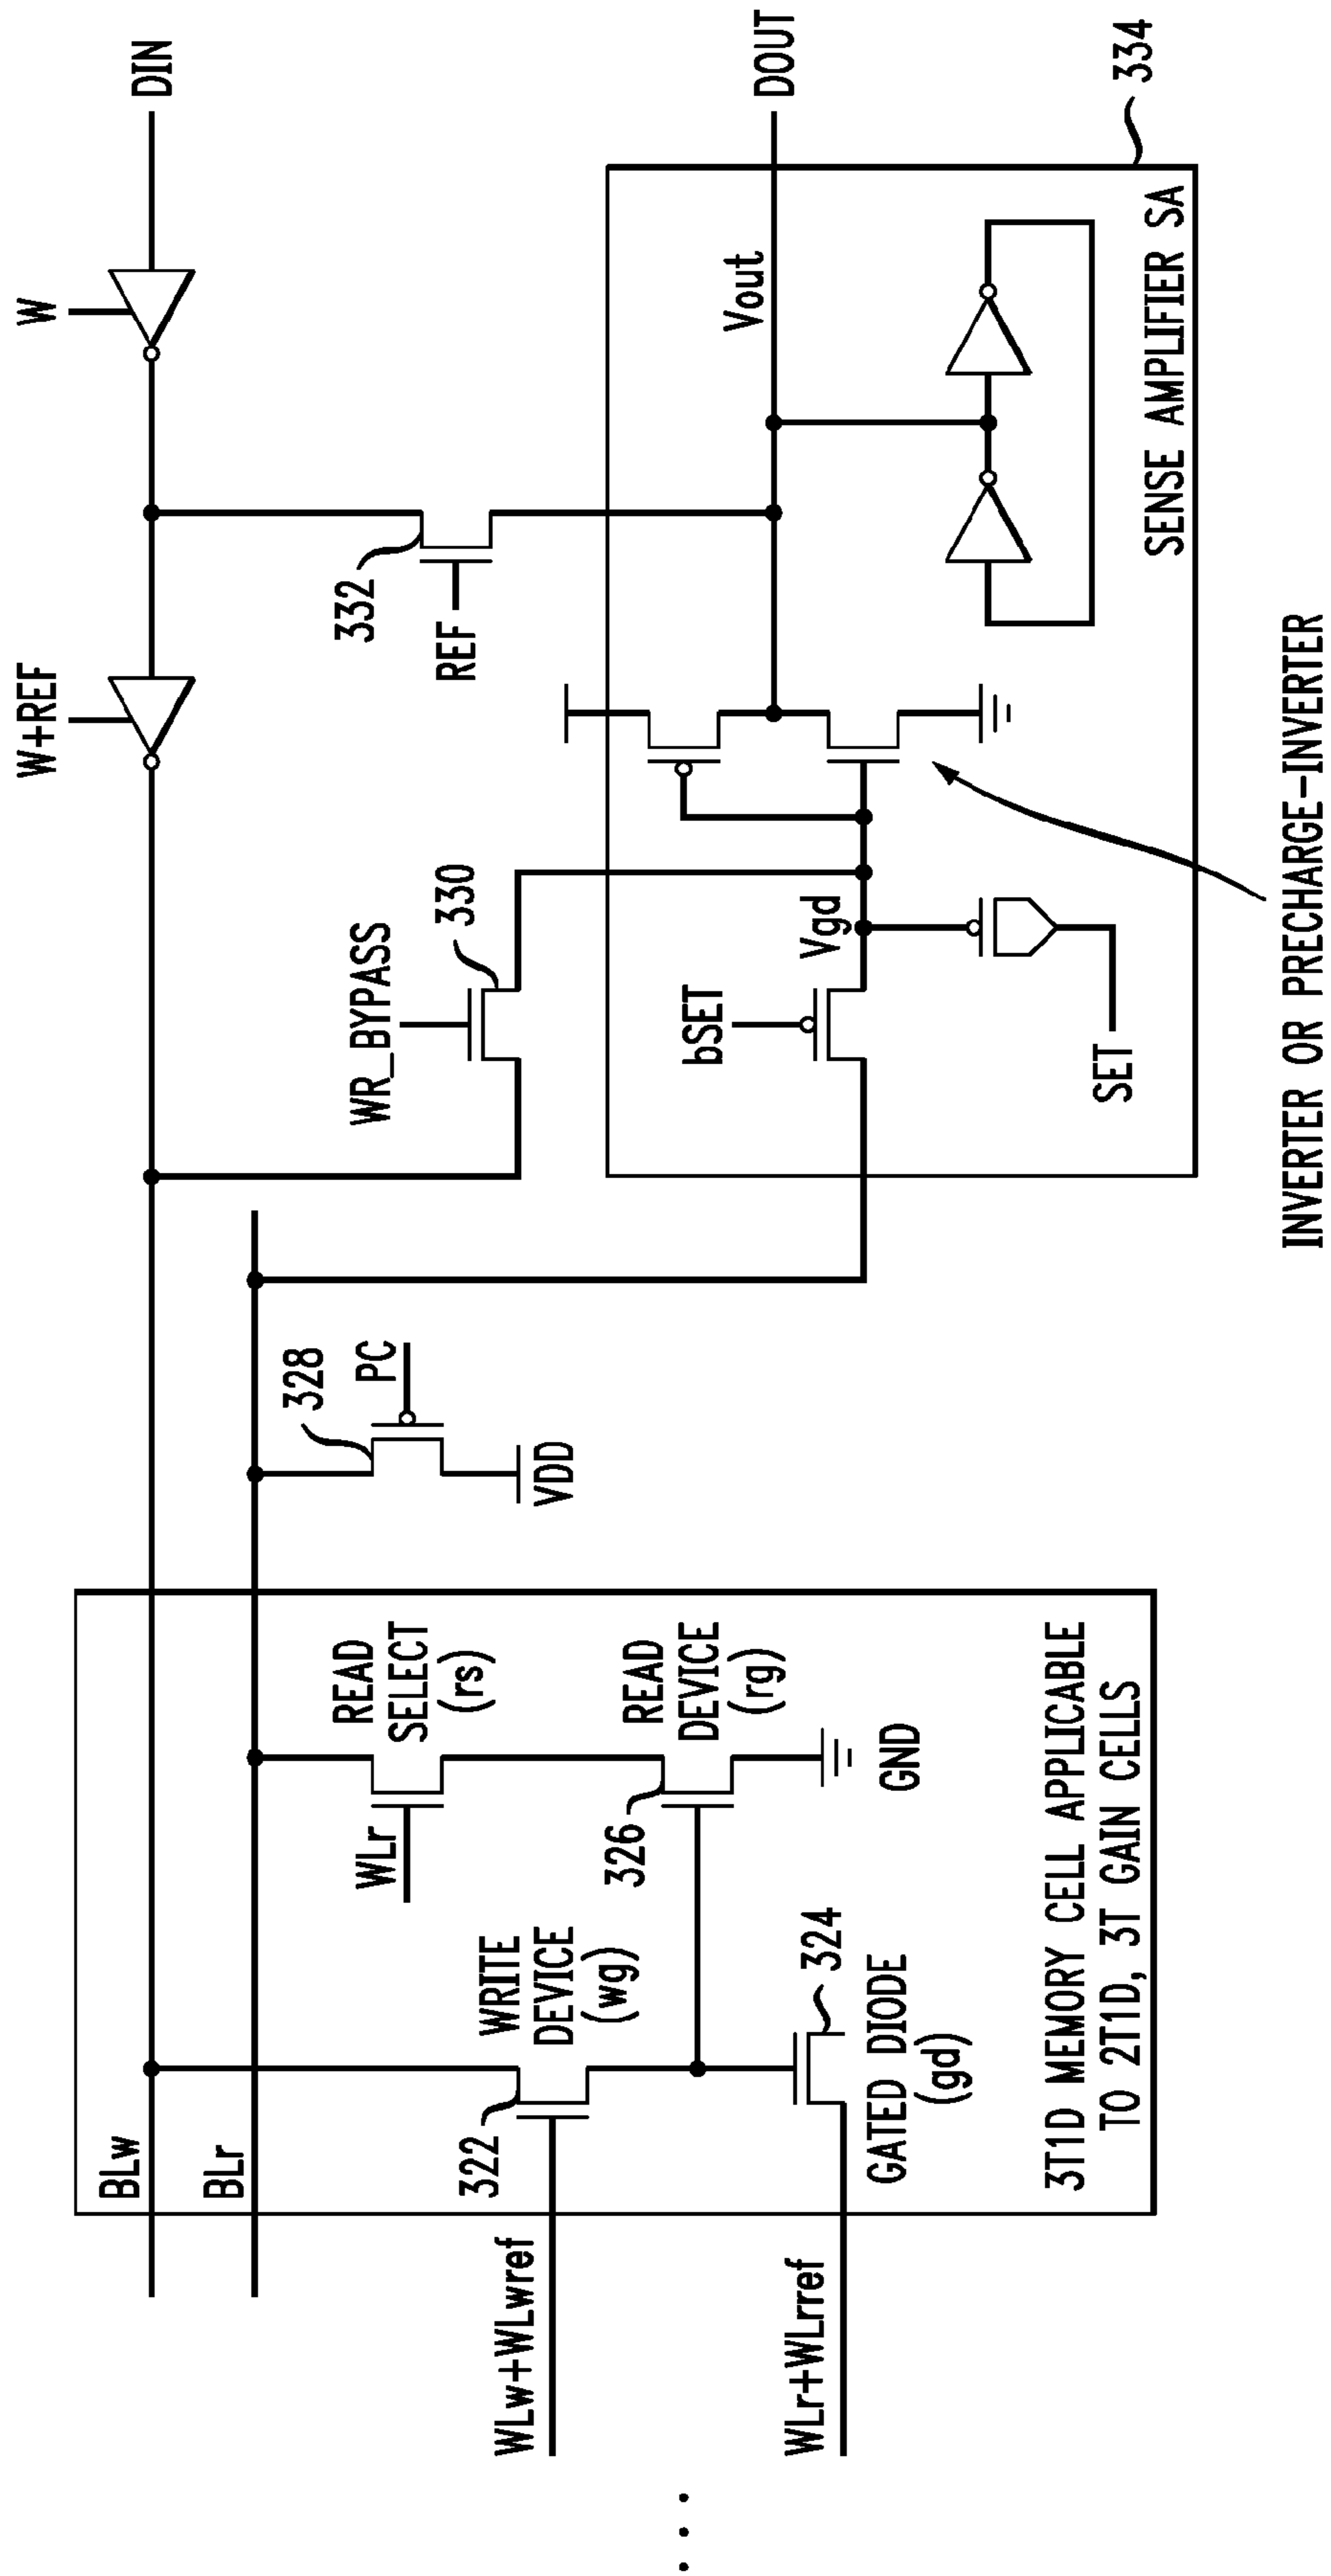 W
W+REF
DIN
BLw
BLr
332
REF
WR_BYPASS
330
328
PC
VDD
READ
SELECT
(rs)
WLr
WRITE
DEVICE
(wg)
322
WLw+WLwref
READ
DEVICE
(rg)
326
GND
324
GATED DIODE
(gd)
WLr+WLrref
3T1D MEMORY CELL APPLICABLE
TO 2T1D, 3T GAIN CELLS
bSET
Vgd
SET
Vout
DOUT
SENSE AMPLIFIER SA
334
INVERTER OR PRECHARGE-INVERTER